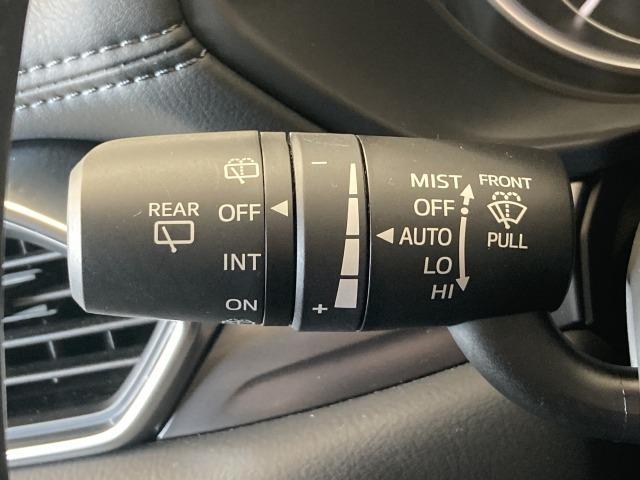 REAR
OFF
INT
ON
−
+
MIST
OFF
AUTO
LO
HI
FRONT
PULL